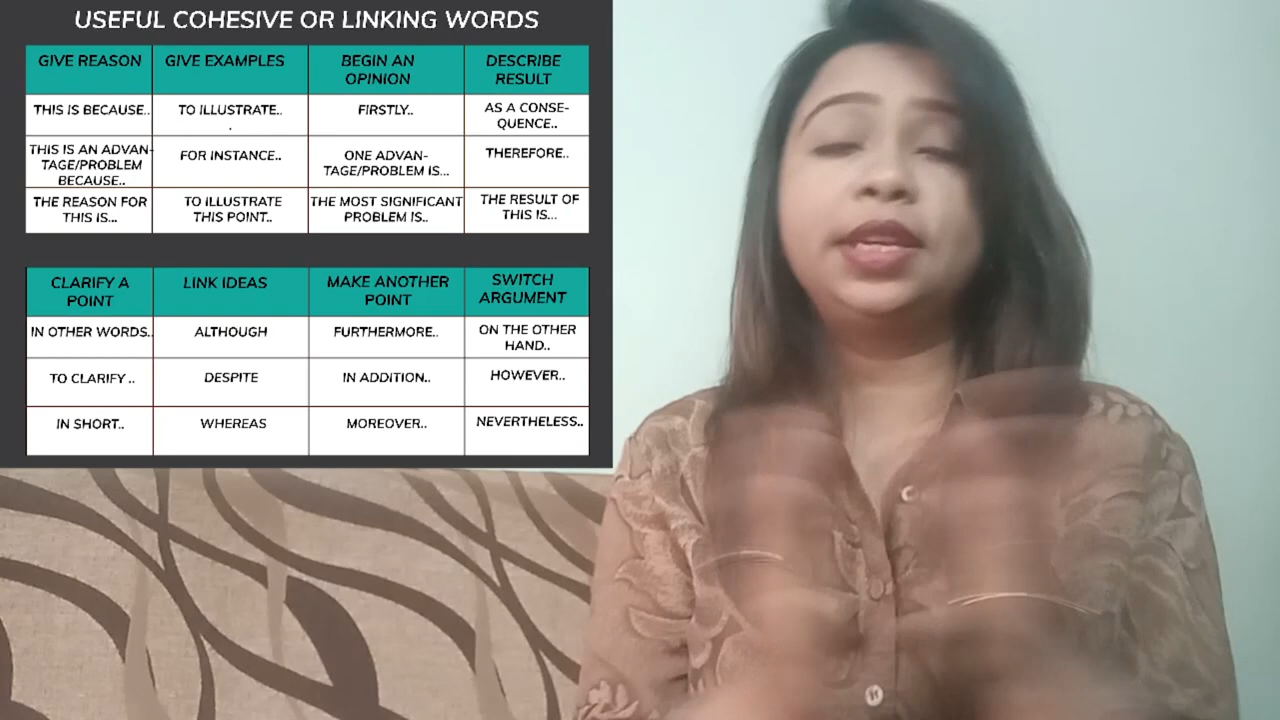 USEFUL COHESIVE OR LINKING WORDS
GIVE REASON
GIVE EXAMPLES
BEGIN AN
OPINION
DESCRIBE
RESULT
THIS IS BECAUSE..
TO ILLUSTRATE..
.
FIRSTLY..
AS A CONSE-
QUENCE..
THIS IS AN ADVAN-
TAGE/PROBLEM
BECAUSE..
FOR INSTANCE..
ONE ADVAN-
TAGE/PROBLEM IS...
THEREFORE..
THE REASON FOR
THIS IS...
TO ILLUSTRATE
THIS POINT..
THE MOST SIGNIFICANT
PROBLEM IS..
THE RESULT OF
THIS IS...
CLARIFY A
POINT
LINK IDEAS
MAKE ANOTHER
POINT
SWITCH
ARGUMENT
IN OTHER WORDS..
ALTHOUGH
FURTHERMORE..
ON THE OTHER
HAND..
TO CLARIFY ..
DESPITE
IN ADDITION..
HOWEVER..
IN SHORT..
WHEREAS
MOREOVER..
NEVERTHELESS..